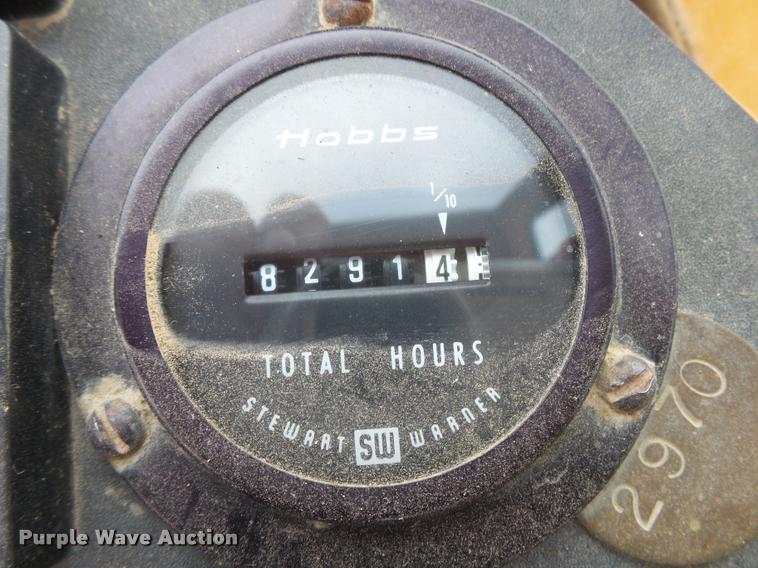 Hobbs
1/10
8 2 9 1 4
TOTAL HOURS
STEWART SW WARNER
2970
Purple Wave Auction